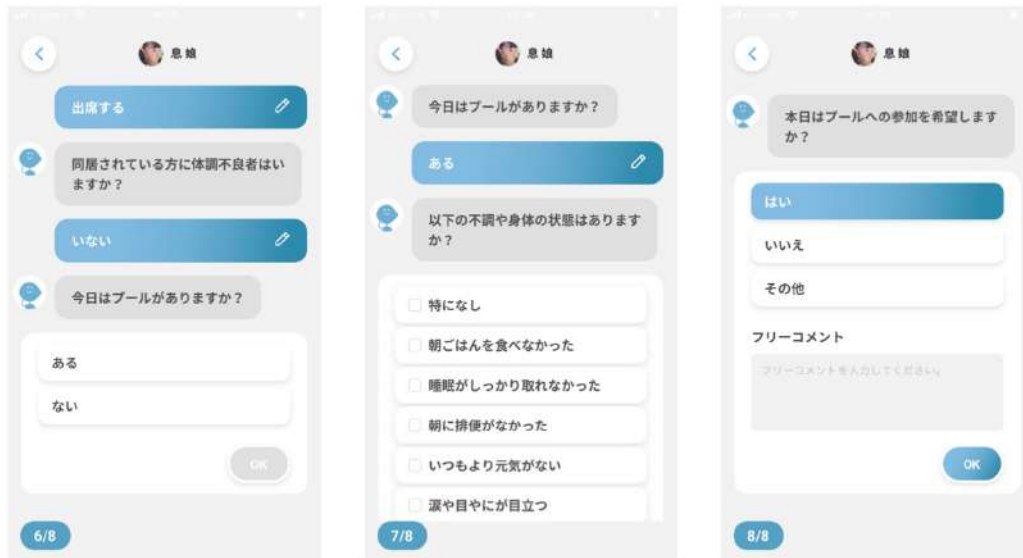 息娘
出席する
同居されている方に体調不良者はい
ますか？
いない
今日はプールがありますか？
ある
ない
OK
6/8
息娘
今日はプールがありますか？
ある
以下の不調や身体の状態はあります
か？
特になし
朝ごはんを食べなかった
睡眠がしっかり取れなかった
朝に排便がなかった
いつもより元気がない
涙や目やにが目立つ
7/8
息娘
本日はプールへの参加を希望します
か？
はい
いいえ
その他
フリーコメント
フリーコメントを入力してください。
OK
8/8